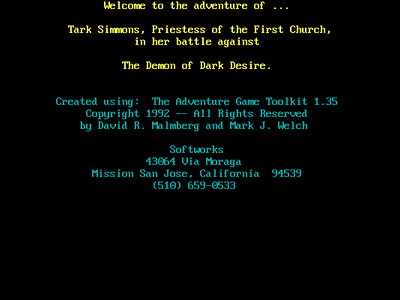 Welcome to the adventure of ...
Tark Simmons, Priestess of the First Church,
in her battle against
The Demon of Dark Desire.
Created using:  The Adventure Game Toolkit 1.35
Copyright 1992 -- All Rights Reserved
by David R. Malmberg and Mark J. Welch
Softworks
43064 Via Moraga
Mission San Jose, California  94539
(510) 659-0533